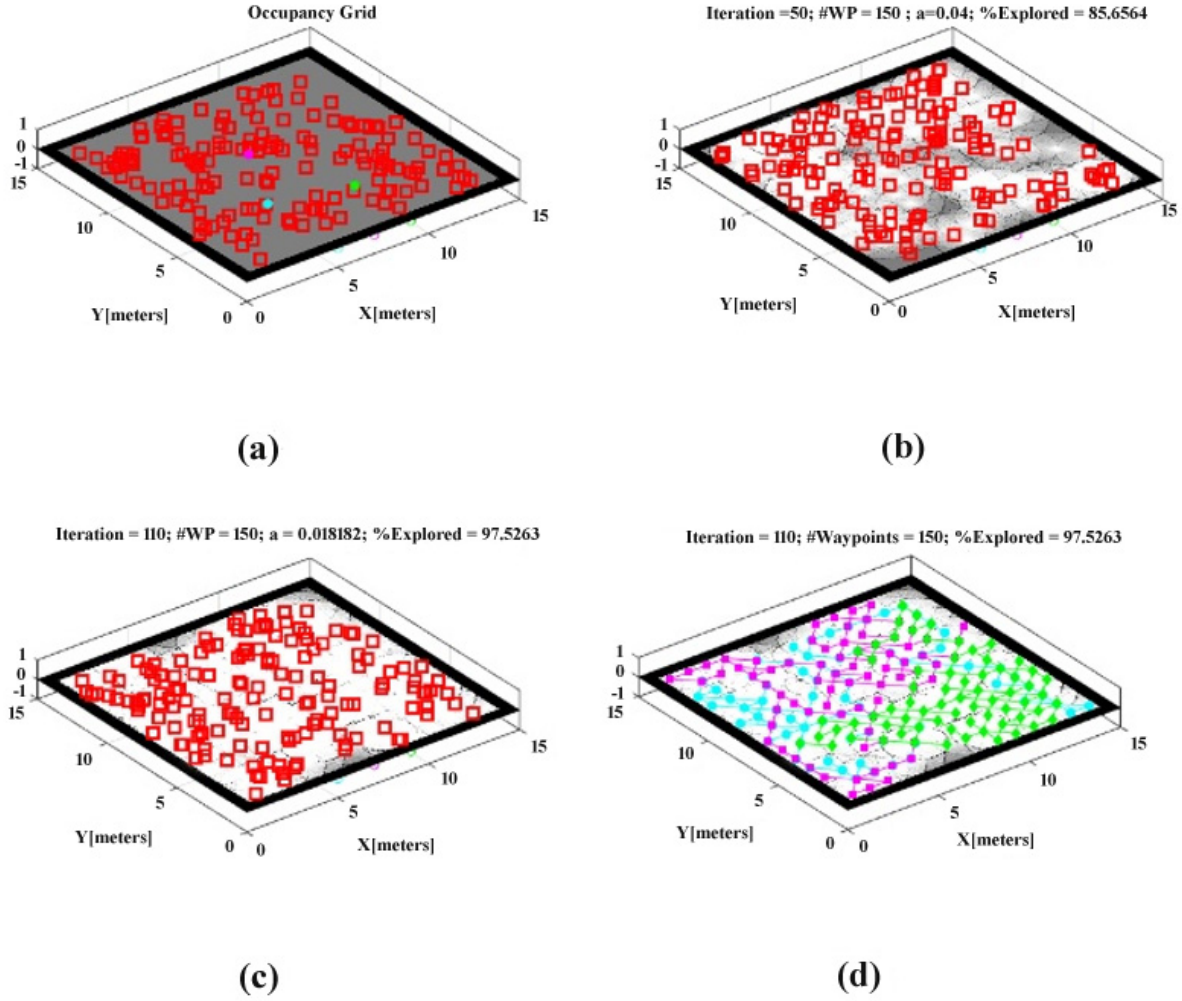 Occupancy Grid
1
0
-1
15
10
5
0
0
5
10
15
Y[meters]
X[meters]
(a)
Iteration =50; #WP = 150 ; a=0.04; %Explored = 85.6564
1
0
-1
15
10
5
0
0
5
10
15
Y[meters]
X[meters]
(b)
Iteration = 110; #WP = 150; a = 0.018182; %Explored = 97.5263
1
0
-1
15
10
5
0
0
5
10
15
Y[meters]
X[meters]
(c)
Iteration = 110; #Waypoints = 150; %Explored = 97.5263
1
0
-1
15
10
5
0
0
5
10
15
Y[meters]
X[meters]
(d)